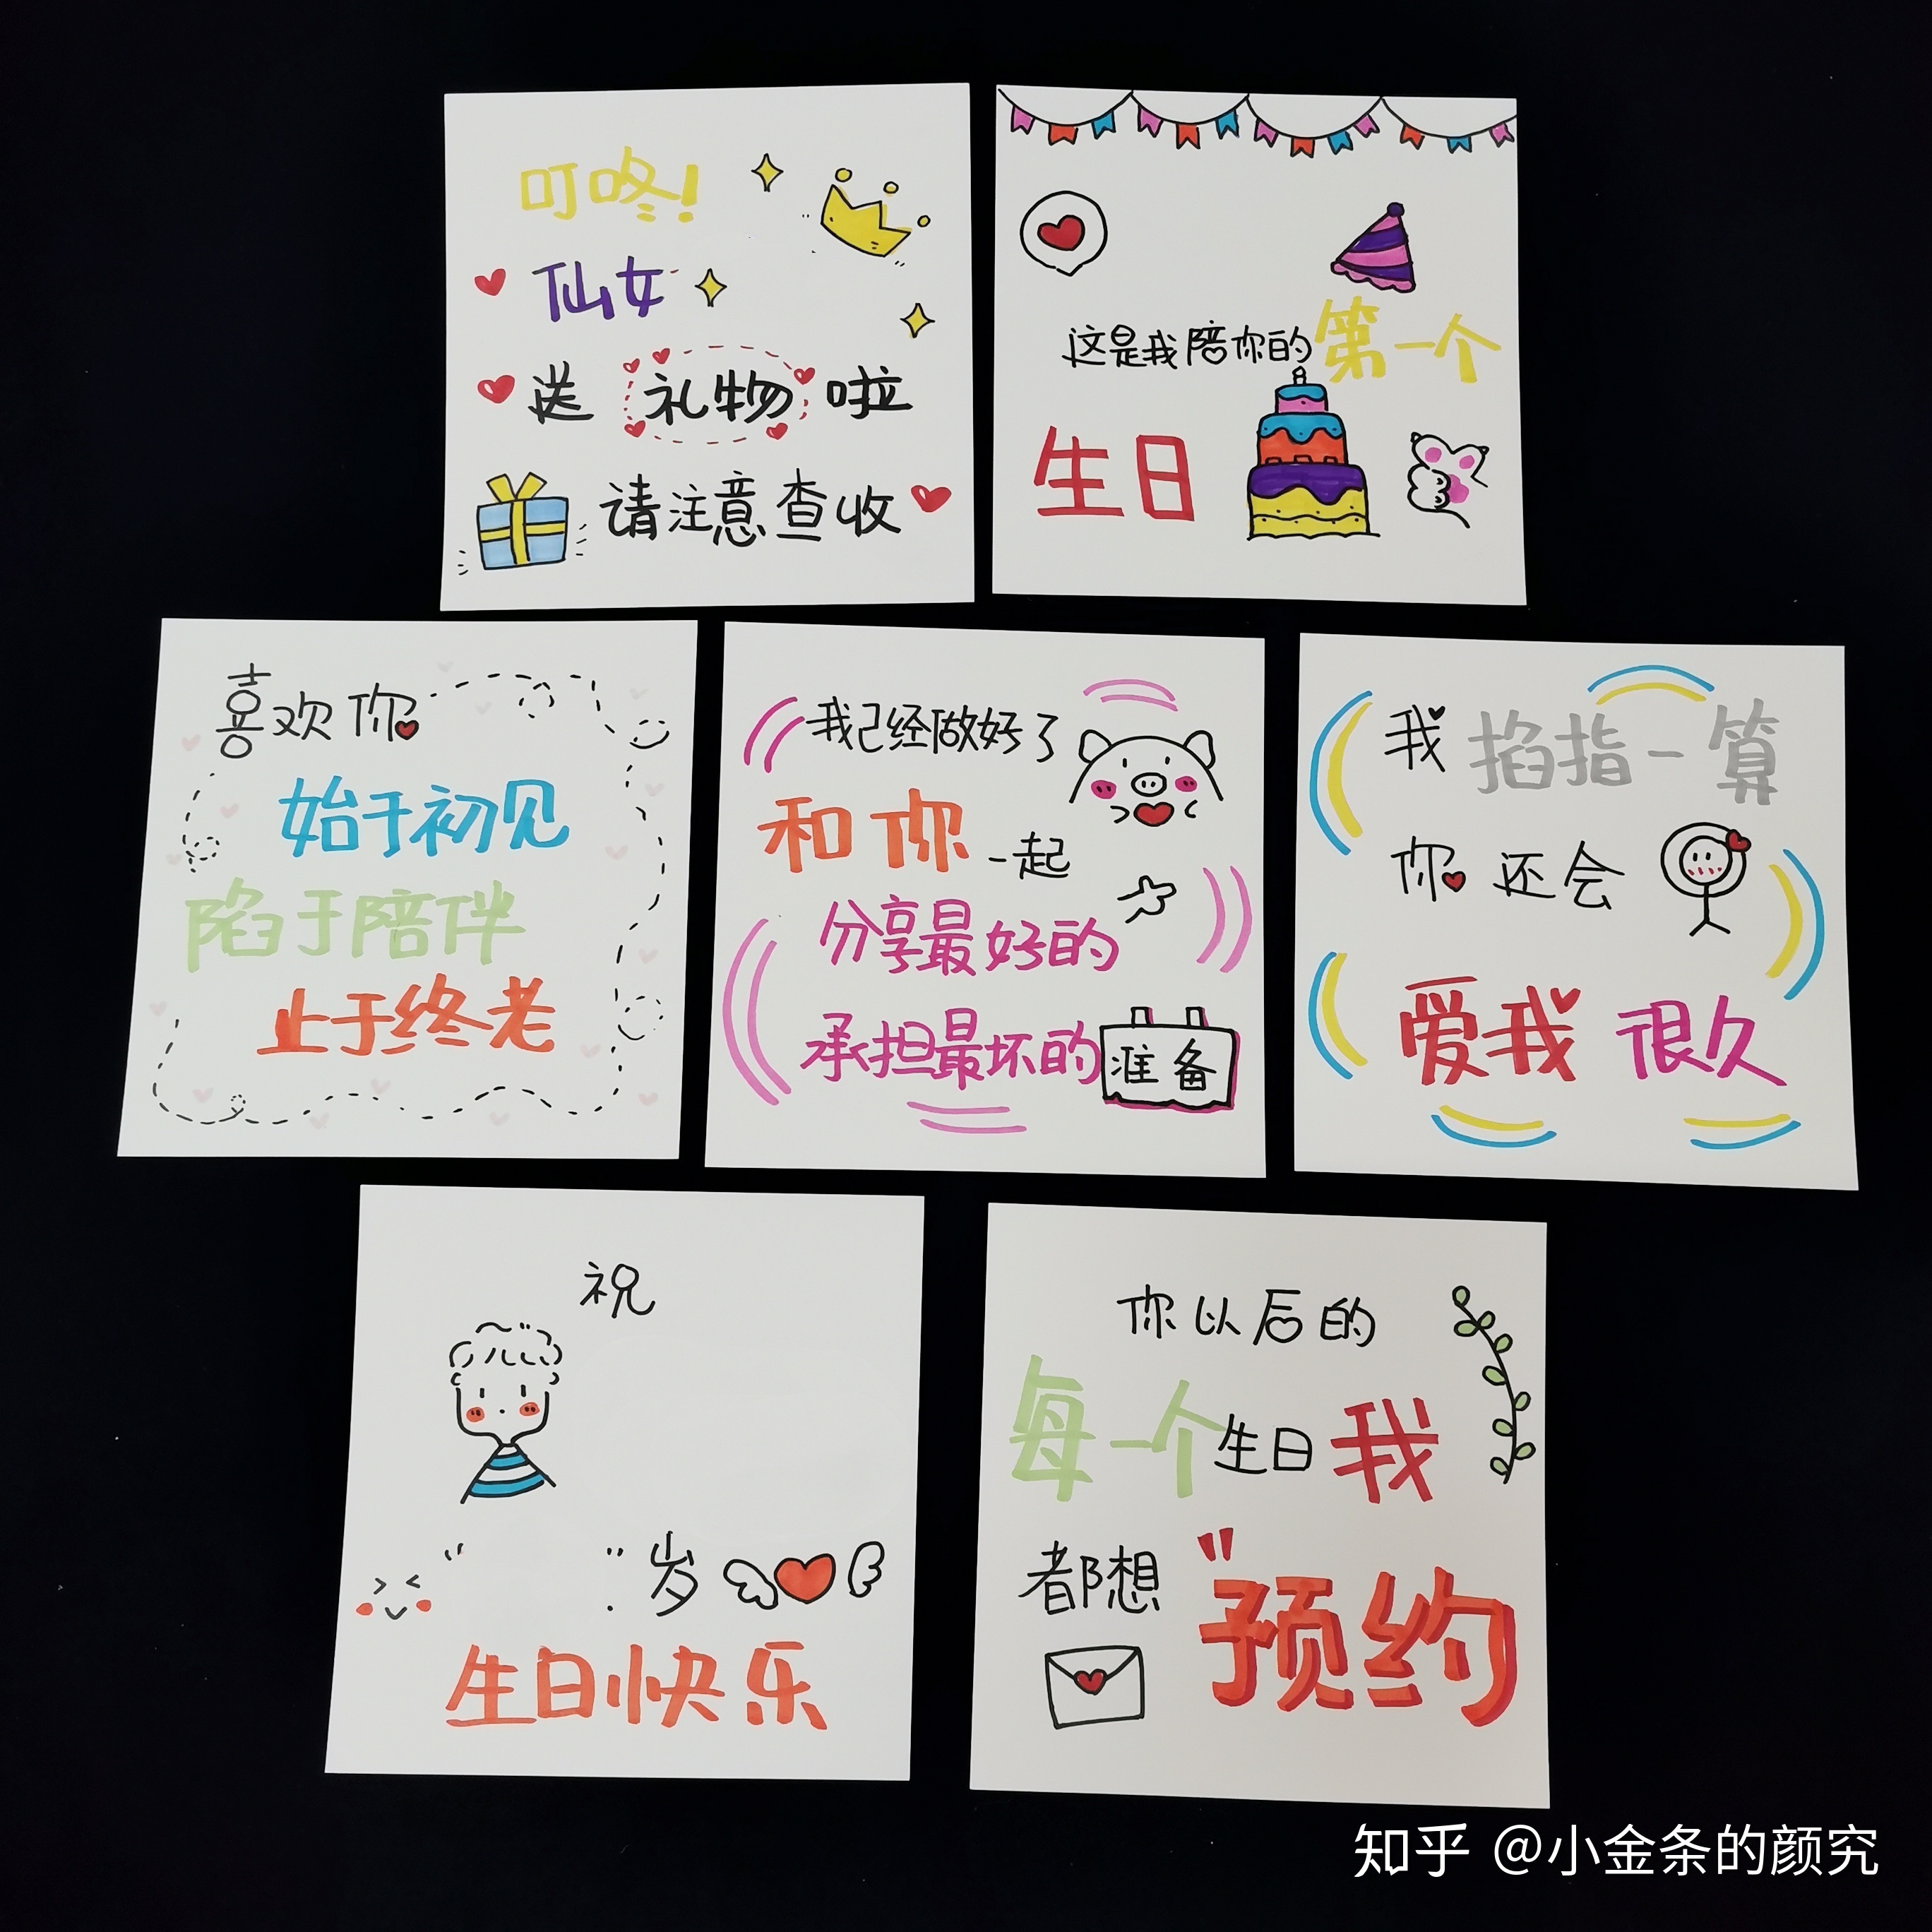 叮咚!
仙女
送 礼物 啦
请注意查收
这是我陪你的第一个
生日
喜欢你
始于初见
陷于陪伴
止于终老
我已经做好了
和你一起
分享最好的
承担最坏的准备
我掐指一算
你还会
爱我很久
祝
岁
生日快乐
你以后的
每一个生日我
都想"预约
知乎 @小金条的颜究